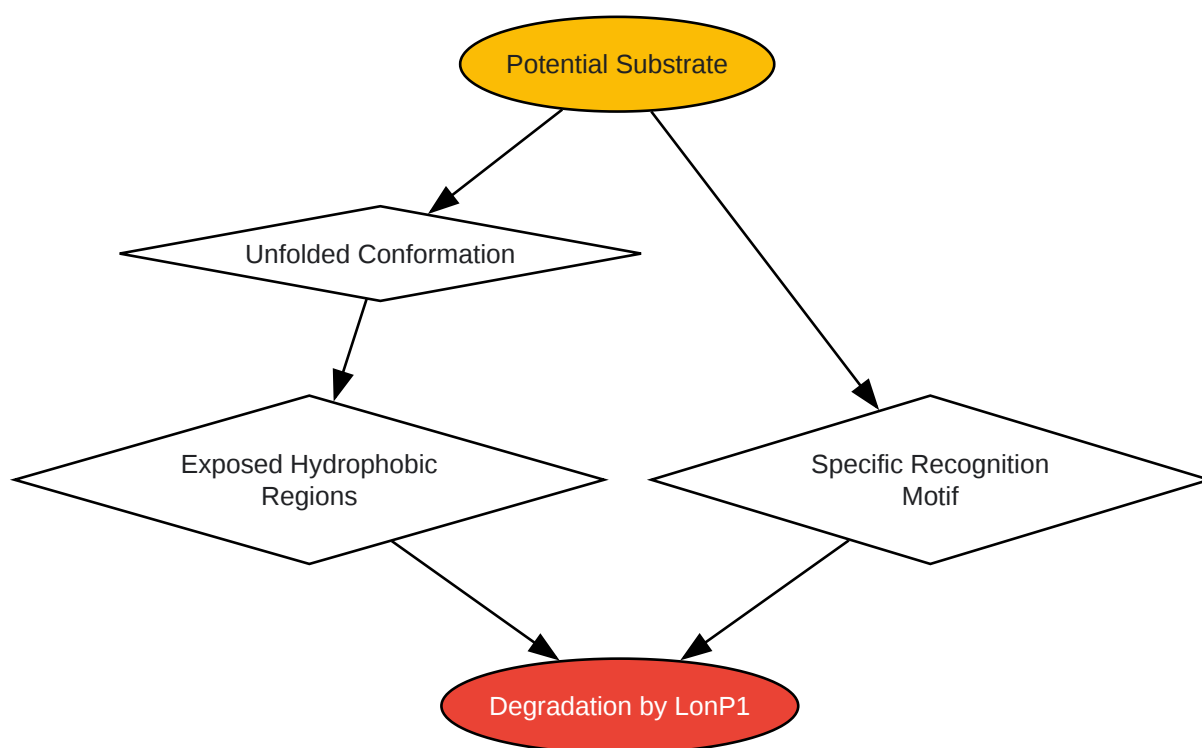 Potential Substrate
Unfolded Conformation
Exposed Hydrophobic
Regions
Specific Recognition
Motif
Degradation by LonP1